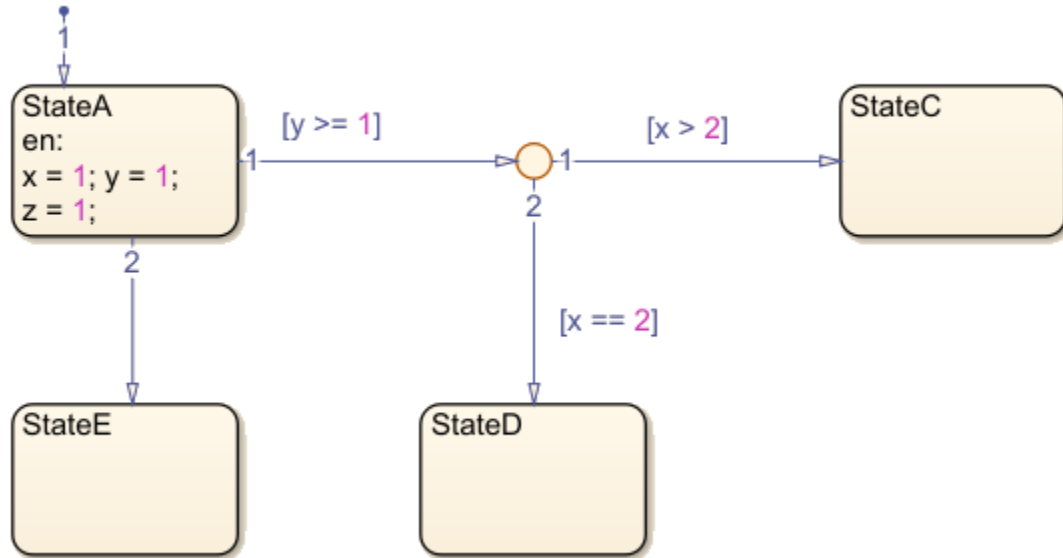 1
StateA
en:
x = 1; y = 1;
z = 1;
1
[y >= 1]
1
[x > 2]
StateC
2
2
[x == 2]
StateE
StateD